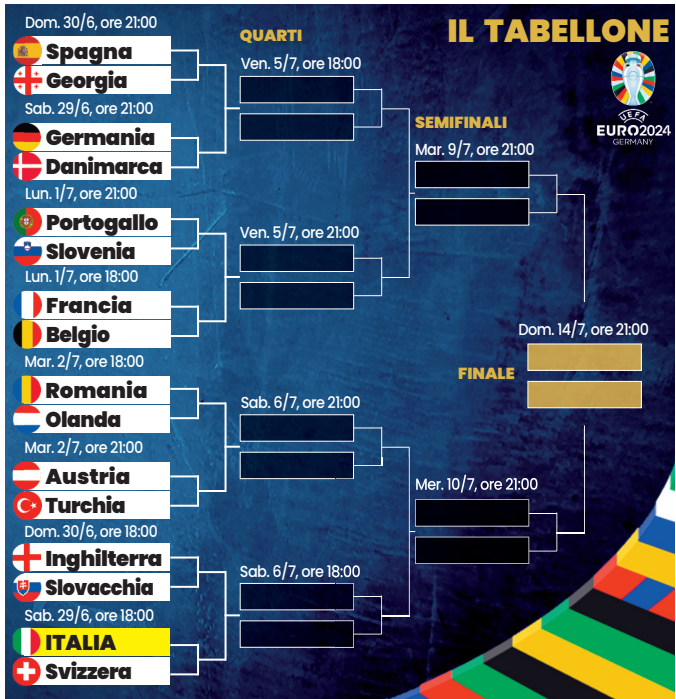 IL TABELLONE
UEFA
EURO2024
GERMANY
Dom. 30/6, ore 21:00
Spagna
Georgia
Sab. 29/6, ore 21:00
Germania
Danimarca
Lun. 1/7, ore 21:00
Portogallo
Slovenia
Lun. 1/7, ore 18:00
Francia
Belgio
Mar. 2/7, ore 18:00
Romania
Olanda
Mar. 2/7, ore 21:00
Austria
Turchia
Dom. 30/6, ore 18:00
Inghilterra
Slovacchia
Sab. 29/6, ore 18:00
ITALIA
Svizzera
QUARTI
Ven. 5/7, ore 18:00
Ven. 5/7, ore 21:00
Sab. 6/7, ore 21:00
Sab. 6/7, ore 18:00
SEMIFINALI
Mar. 9/7, ore 21:00
Mer. 10/7, ore 21:00
Dom. 14/7, ore 21:00
FINALE